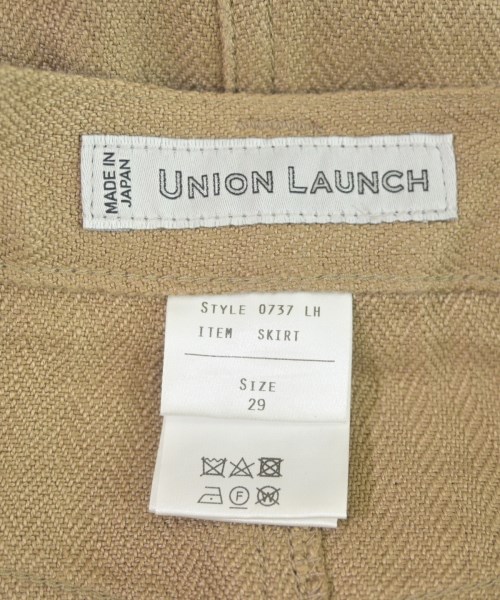 MADE IN
JAPAN
UNION LAUNCH
STYLE 0737 LH
ITEM SKIRT
SIZE
29
F
W